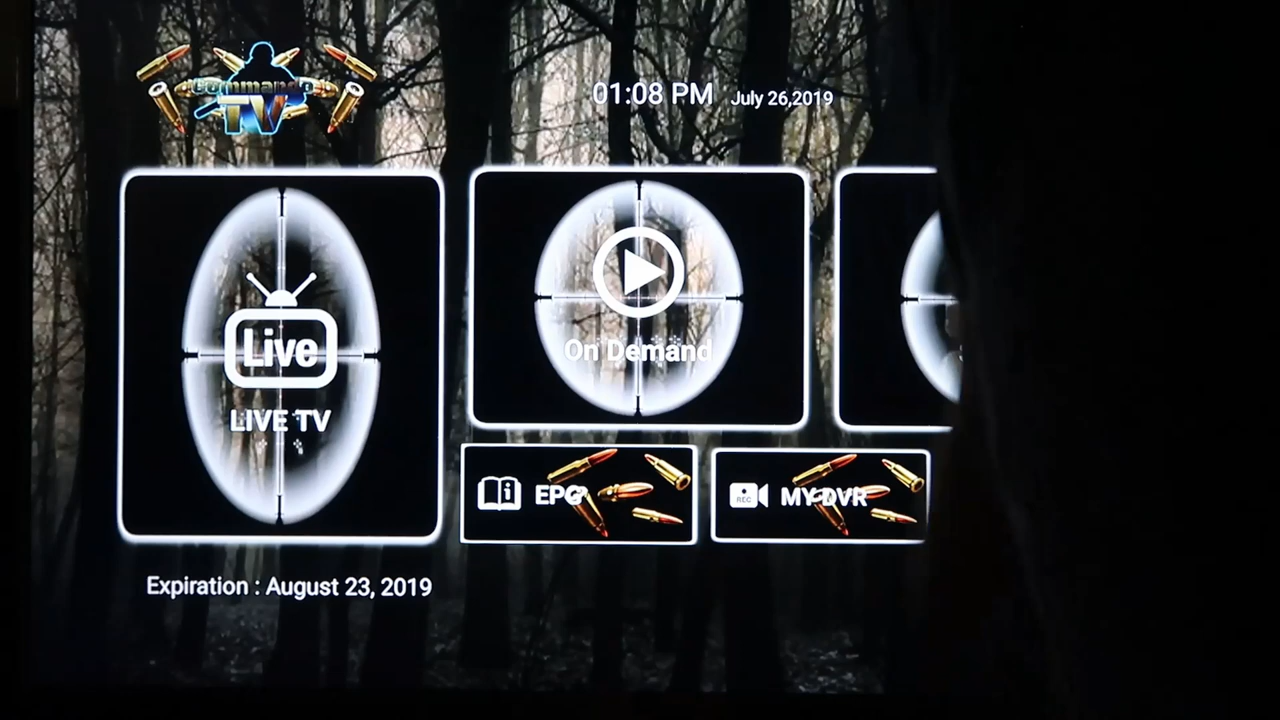 Commando
TV
01:08 PM July 26,2019
Live
LIVE TV
On Demand
EPG
REC
MY DVR
Expiration : August 23, 2019